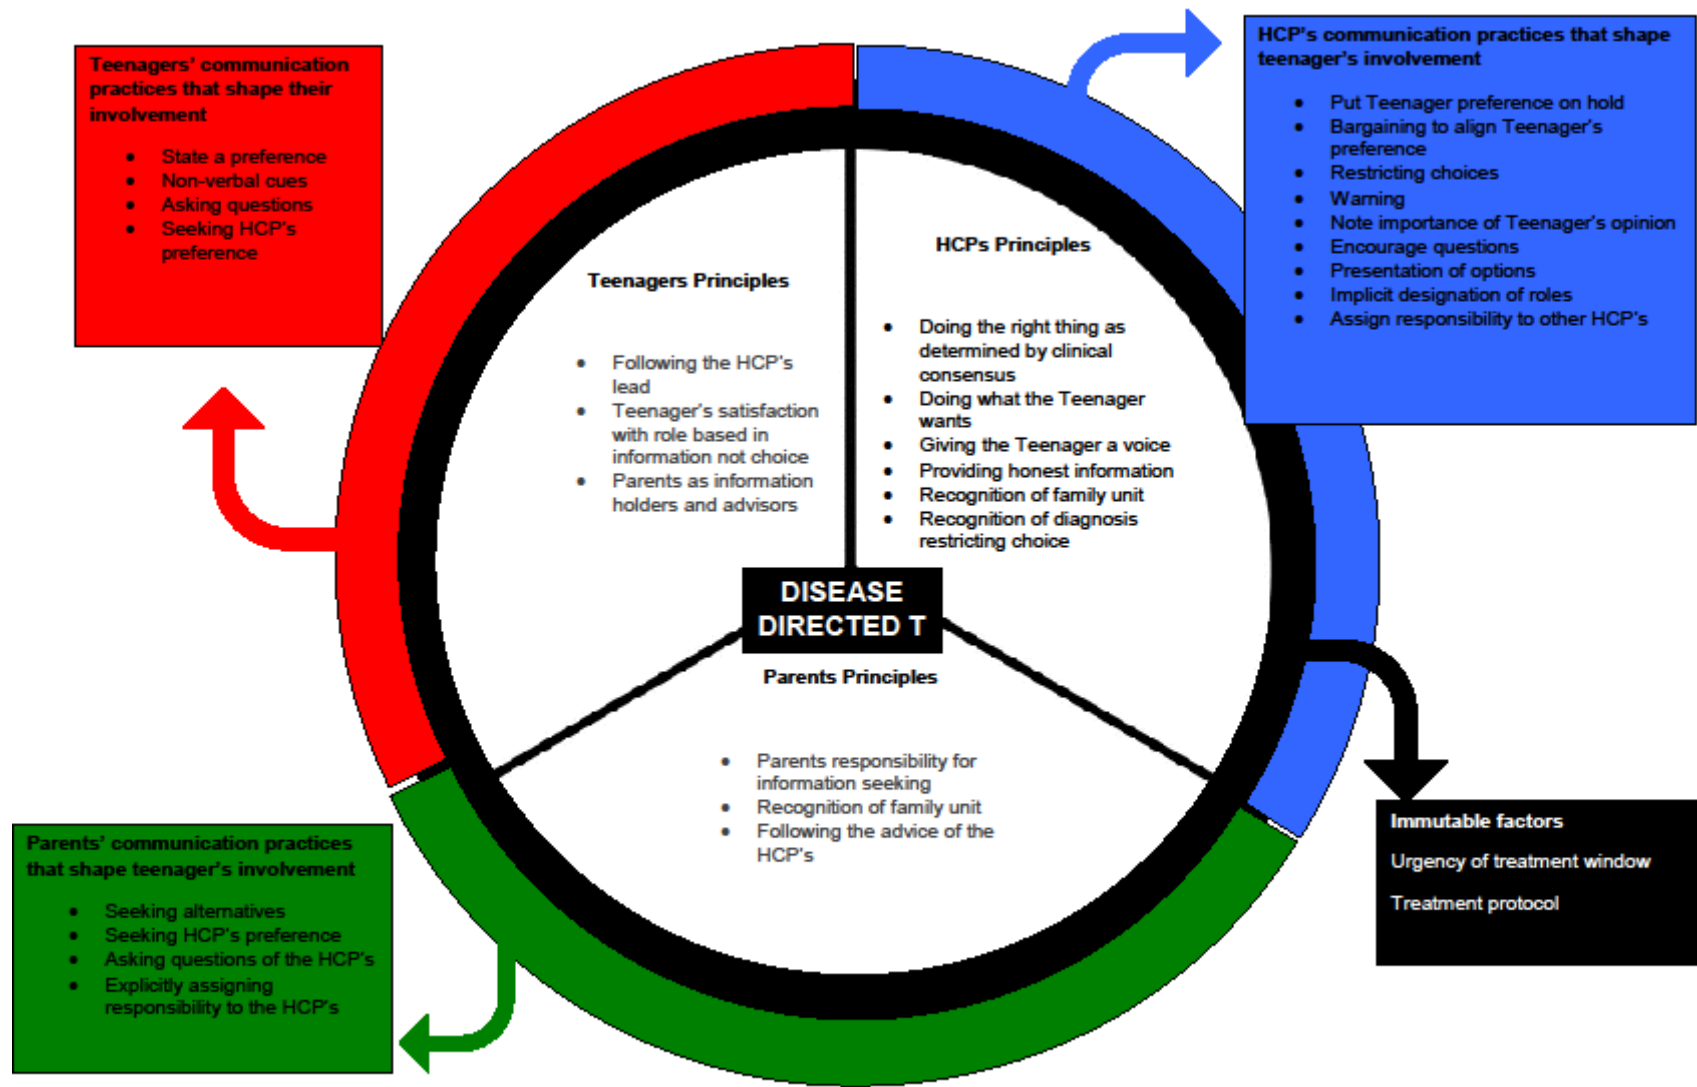 Teenagers' communication
practices that shape their
involvement
• State a preference
• Non-verbal cues
• Asking questions
• Seeking HCP's
preference
HCP's communication practices that shape
teenager's involvement
• Put Teenager preference on hold
• Bargaining to align Teenager's
preference
• Restricting choices
• Warning
• Note importance of Teenager's opinion
• Encourage questions
• Presentation of options
• Implicit designation of roles
• Assign responsibility to other HCP's
Teenagers Principles
• Following the HCP's
lead
• Teenager's satisfaction
with role based in
information not choice
• Parents as information
holders and advisors
HCPs Principles
• Doing the right thing as
determined by clinical
consensus
• Doing what the Teenager
wants
• Giving the Teenager a voice
• Providing honest information
• Recognition of family unit
• Recognition of diagnosis
restricting choice
DISEASE
DIRECTED T
Parents Principles
• Parents responsibility for
information seeking
• Recognition of family unit
• Following the advice of the
HCP's
Parents' communication practices
that shape teenager's involvement
• Seeking alternatives
• Seeking HCP's preference
• Asking questions of the HCP's
• Explicitly assigning
responsibility to the HCP's
Immutable factors
Urgency of treatment window
Treatment protocol